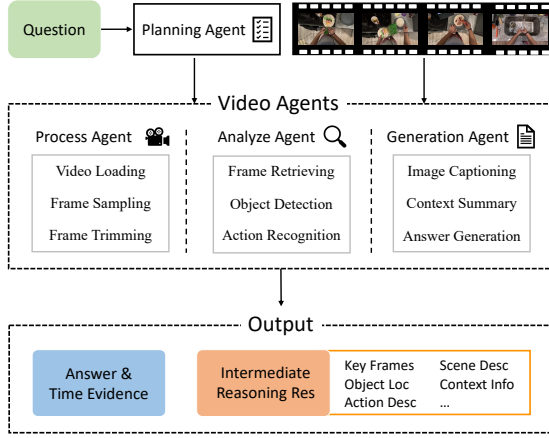 Question
Planning Agent
Video Agents
Process Agent
Video Loading
Frame Sampling
Frame Trimming
Analyze Agent
Frame Retrieving
Object Detection
Action Recognition
Generation Agent
Image Captioning
Context Summary
Answer Generation
Output
Answer &
Time Evidence
Intermediate
Reasoning Res
Key Frames
Object Loc
Action Desc
Scene Desc
Context Info
...